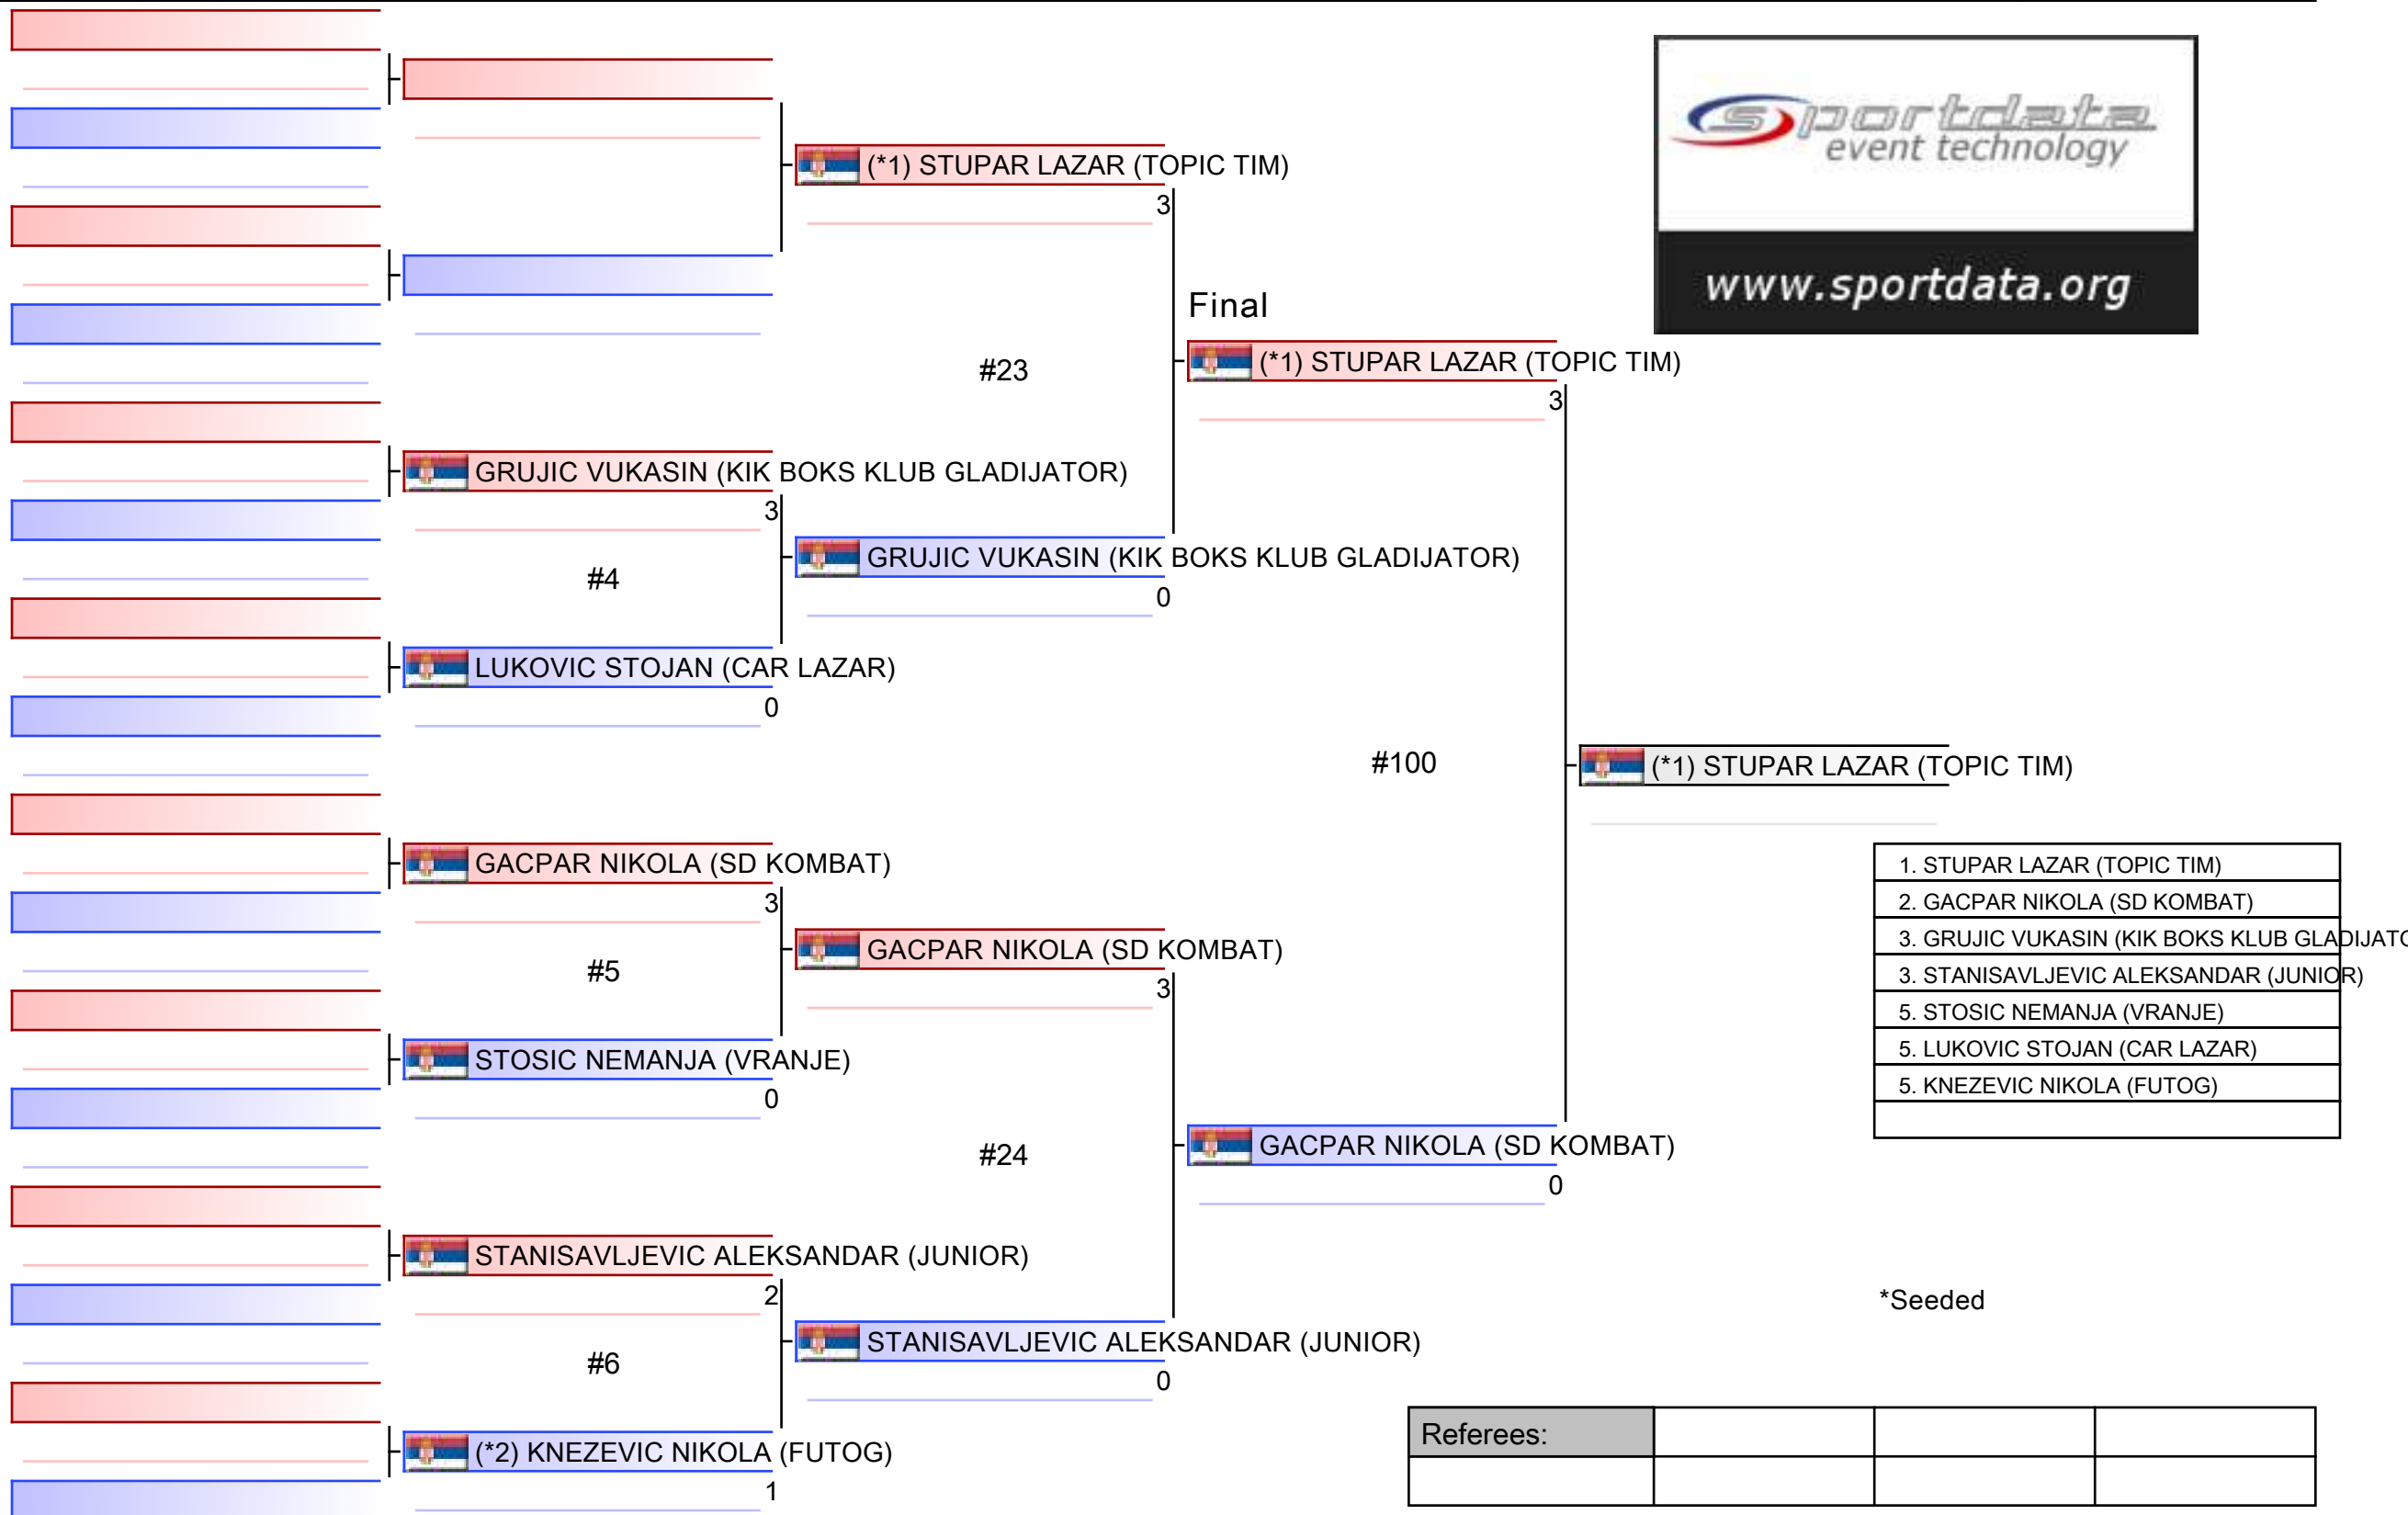 sportdata
event technology
www.sportdata.org
(*1) STUPAR LAZAR (TOPIC TIM)
3
Final
#23
(*1) STUPAR LAZAR (TOPIC TIM)
3
GRUJIC VUKASIN (KIK BOKS KLUB GLADIJATOR)
3
#4
GRUJIC VUKASIN (KIK BOKS KLUB GLADIJATOR)
0
LUKOVIC STOJAN (CAR LAZAR)
0
#100
(*1) STUPAR LAZAR (TOPIC TIM)
GACPAR NIKOLA (SD KOMBAT)
3
#5
GACPAR NIKOLA (SD KOMBAT)
3
STOSIC NEMANJA (VRANJE)
0
#24
GACPAR NIKOLA (SD KOMBAT)
0
STANISAVLJEVIC ALEKSANDAR (JUNIOR)
2
#6
STANISAVLJEVIC ALEKSANDAR (JUNIOR)
0
(*2) KNEZEVIC NIKOLA (FUTOG)
1
1. STUPAR LAZAR (TOPIC TIM)
2. GACPAR NIKOLA (SD KOMBAT)
3. GRUJIC VUKASIN (KIK BOKS KLUB GLADIJATO
3. STANISAVLJEVIC ALEKSANDAR (JUNIOR)
5. STOSIC NEMANJA (VRANJE)
5. LUKOVIC STOJAN (CAR LAZAR)
5. KNEZEVIC NIKOLA (FUTOG)
*Seeded
Referees: